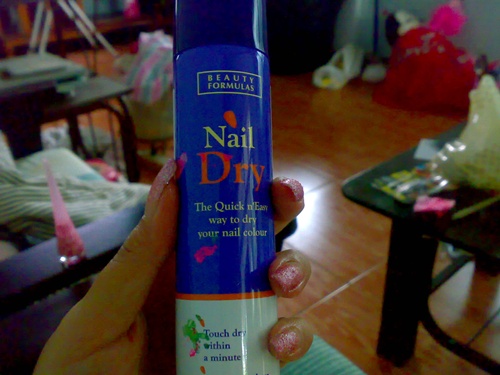 BEAUTY
FORMULAS
Nail
Dry
The Quick n'Easy
way to dry
your nail colour
Touch dry
within
a minute